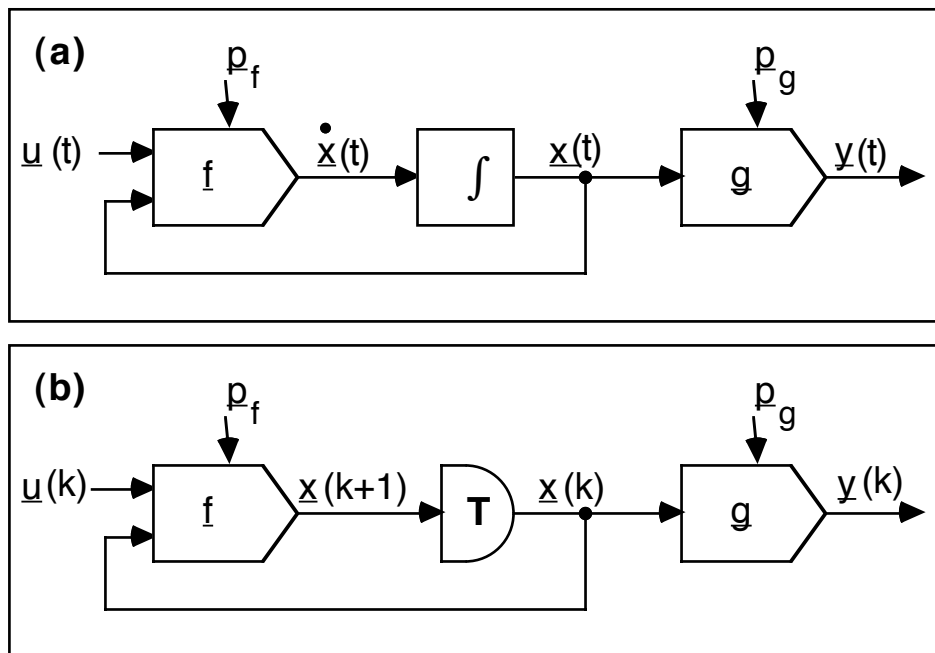 (a)
p_f
p_g
u(t)
f
ẋ(t)
∫
x(t)
g
y(t)
(b)
p_f
p_g
u(k)
f
x(k+1)
T
x(k)
g
y(k)